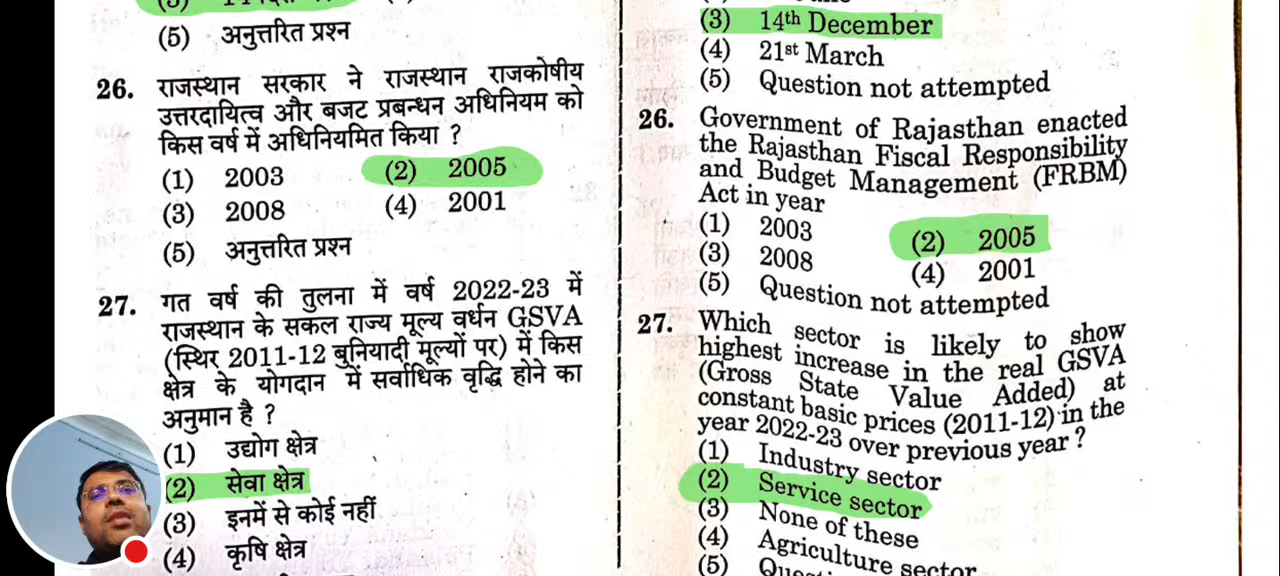 (5) अनुत्तरित प्रश्न
26. राजस्थान सरकार ने राजस्थान राजकोषीय
उत्तरदायित्व और बजट प्रबन्धन अधिनियम को
किस वर्ष में अधिनियमित किया ?
(1) 2003 (2) 2005
(3) 2008 (4) 2001
(5) अनुत्तरित प्रश्न
27. गत वर्ष की तुलना में वर्ष 2022-23 में
राजस्थान के सकल राज्य मूल्य वर्धन GSVA
(स्थिर 2011-12 बुनियादी मूल्यों पर) में किस
क्षेत्र के योगदान में सर्वाधिक वृद्धि होने का
अनुमान है ?
(1) उद्योग क्षेत्र
(2) सेवा क्षेत्र
(3) इनमें से कोई नहीं
(4) कृषि क्षेत्र
(3) 14th December
(4) 21st March
(5) Question not attempted
26. Government of Rajasthan enacted
the Rajasthan Fiscal Responsibility
and Budget Management (FRBM)
Act in year
(1) 2003 (2) 2005
(3) 2008 (4) 2001
(5) Question not attempted
27. Which sector is likely to show
highest increase in the real GSVA
(Gross State Value Added) at
constant basic prices (2011-12) in the
year 2022-23 over previous year ?
(1) Industry sector
(2) Service sector
(3) None of these
(4) Agriculture sector
(5)